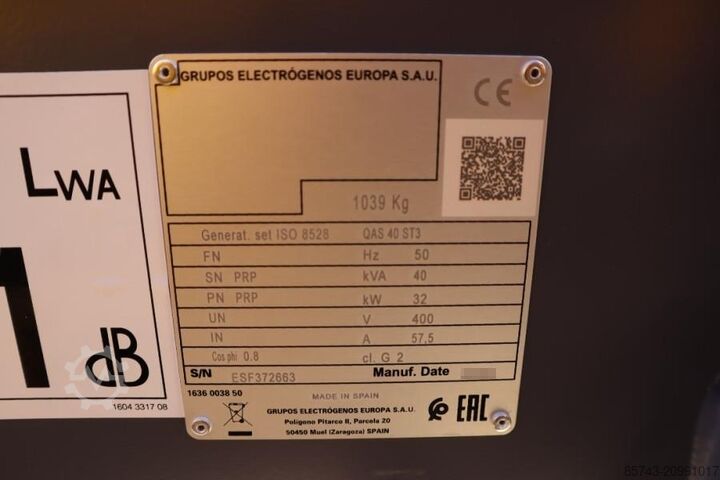 LWA
dB
1604 3317 08
GRUPOS ELECTRÓGENOS EUROPA S.A.U.
CE
1039 Kg
Generat. set ISO 8528 QAS 40 ST3
FN Hz 50
SN PRP kVA 40
PN PRP kW 32
UN V 400
IN A 57,5
Cos phi 0.8 cl. G 2
S/N ESF372663 Manuf. Date
1636 0038 50
MADE IN SPAIN
GRUPOS ELECTRÓGENOS EUROPA S.A.U.
Polígono Pitarco II, Parcela 20
50450 Muel (Zaragoza) SPAIN
EAC
85743-20991017